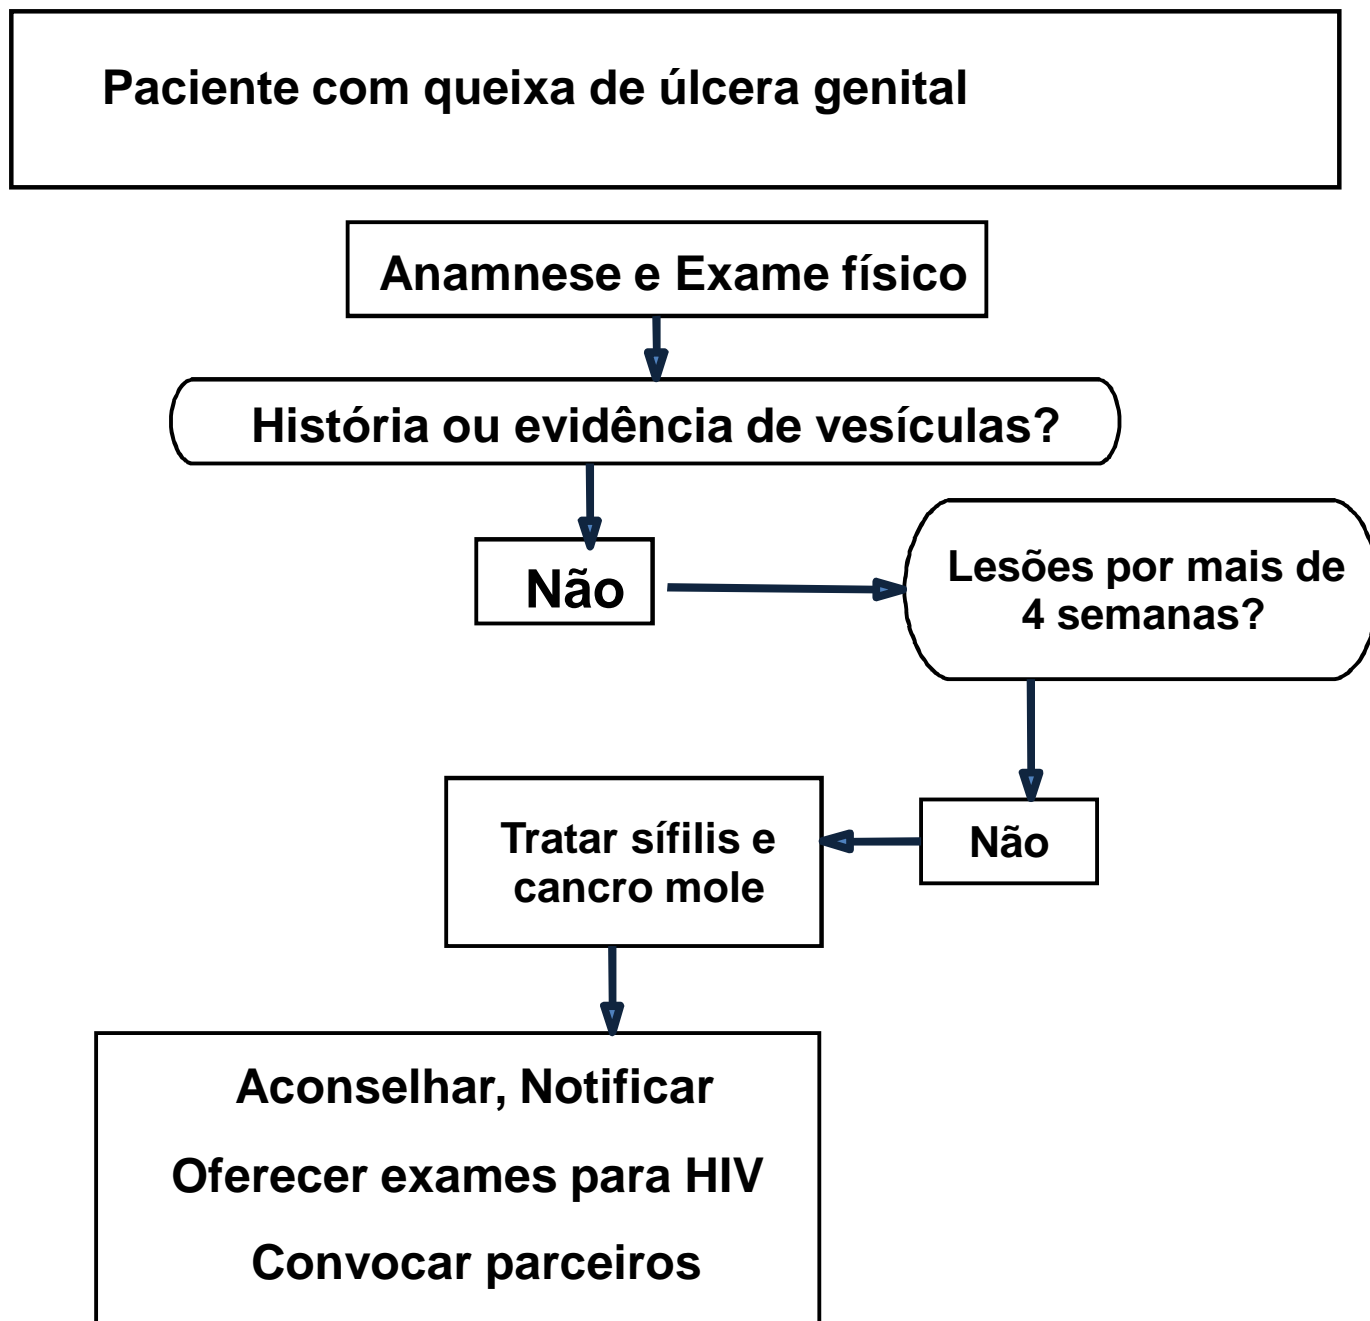 Paciente com queixa de úlcera genital
Anamnese e Exame físico
História ou evidência de vesículas?
Não
Lesões por mais de
4 semanas?
Não
Tratar sífilis e
cancro mole
Aconselhar, Notificar
Oferecer exames para HIV
Convocar parceiros